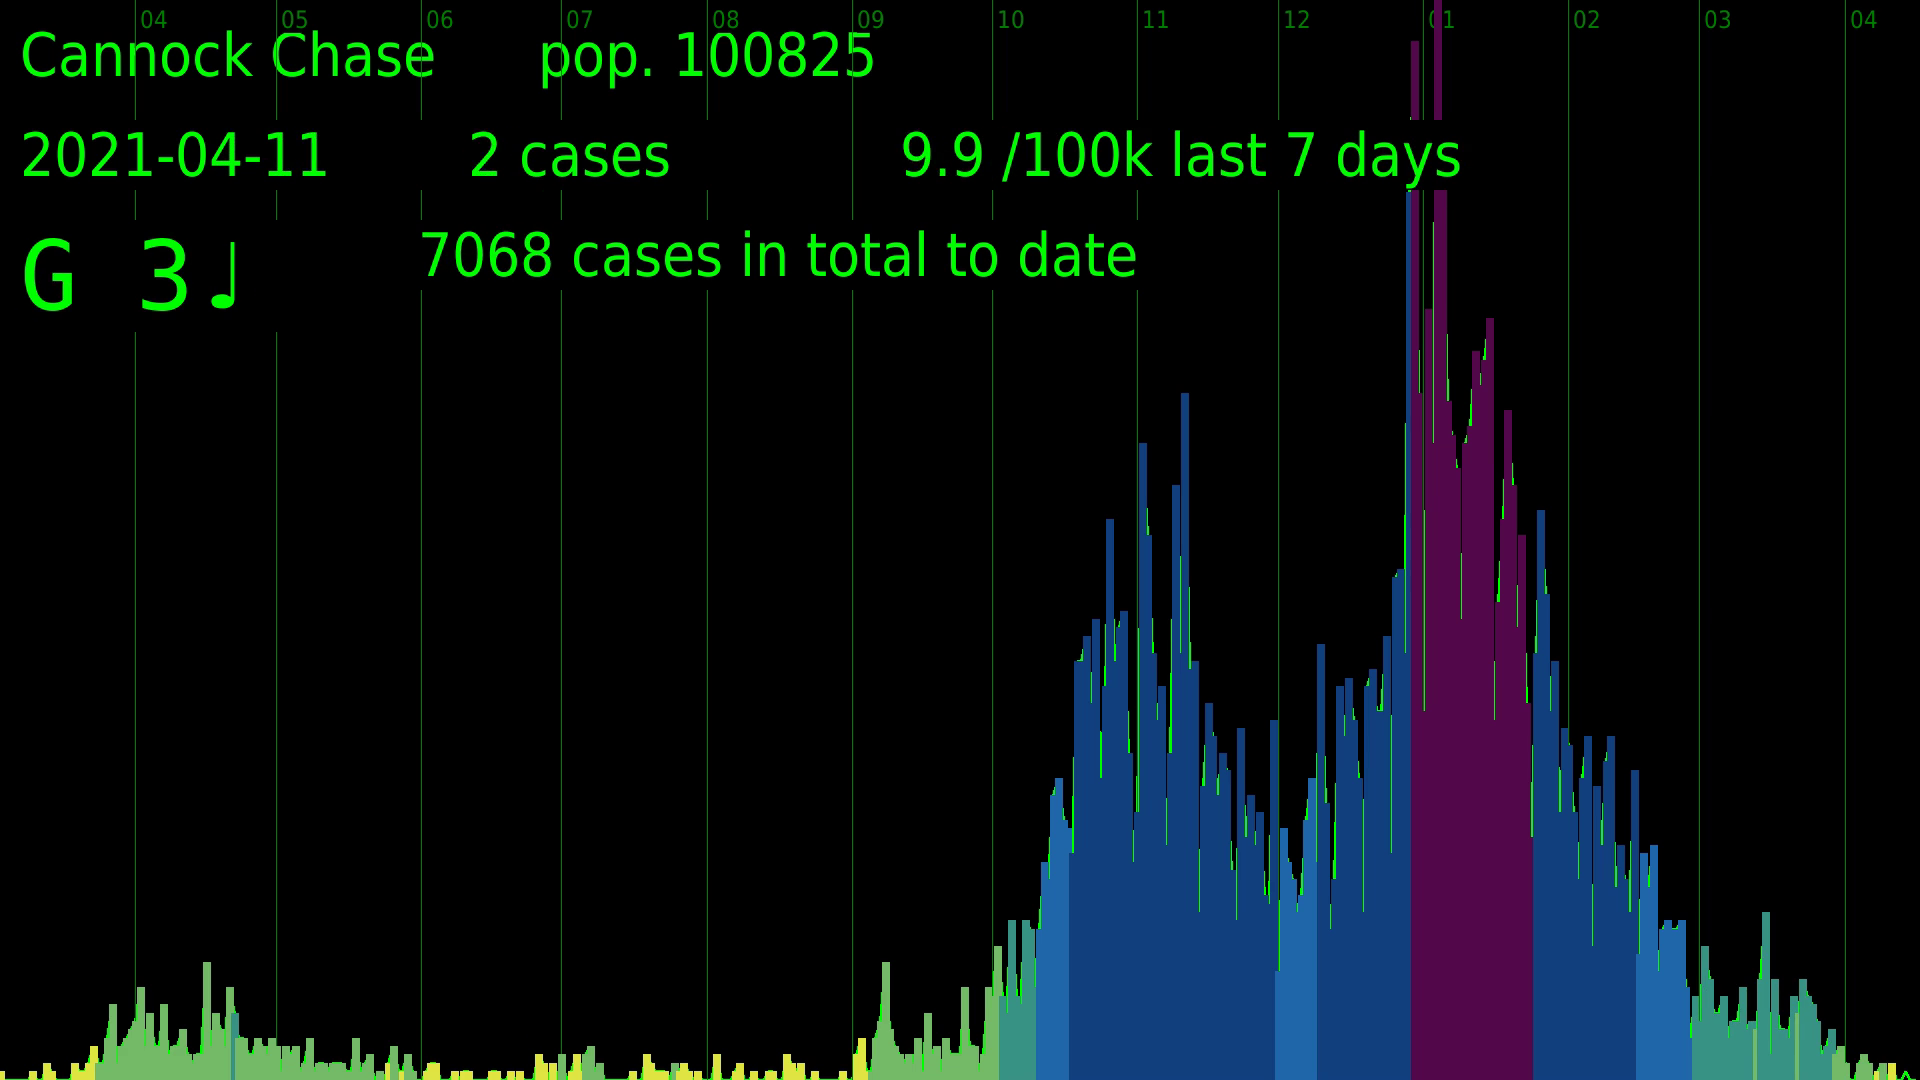 04 05 06 07 08 09 10 11 12 01 02 03 04
Cannock Chase pop. 100825
2021-04-11 2 cases 9.9 /100k last 7 days
G 3♩ 7068 cases in total to date